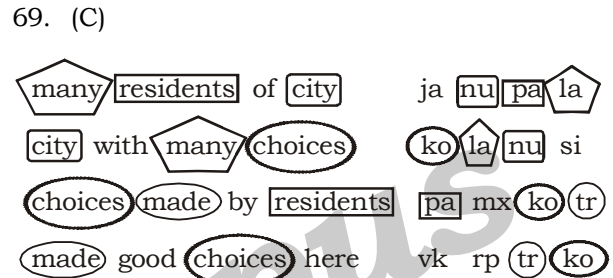 69. (C)
many residents of city ja nu pa la
city with many choices ko la nu si
choices made by residents pa mx ko tr
made good choices here vk rp tr ko